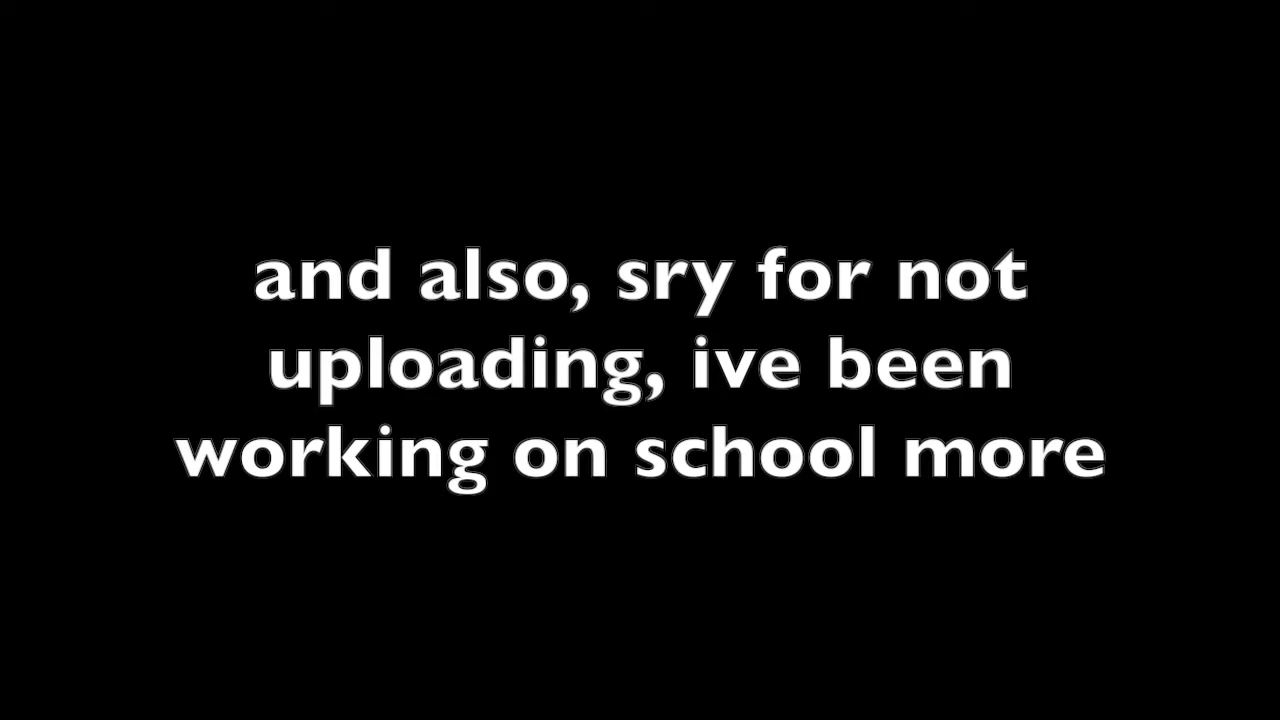 and also, sry for not
uploading, ive been
working on school more